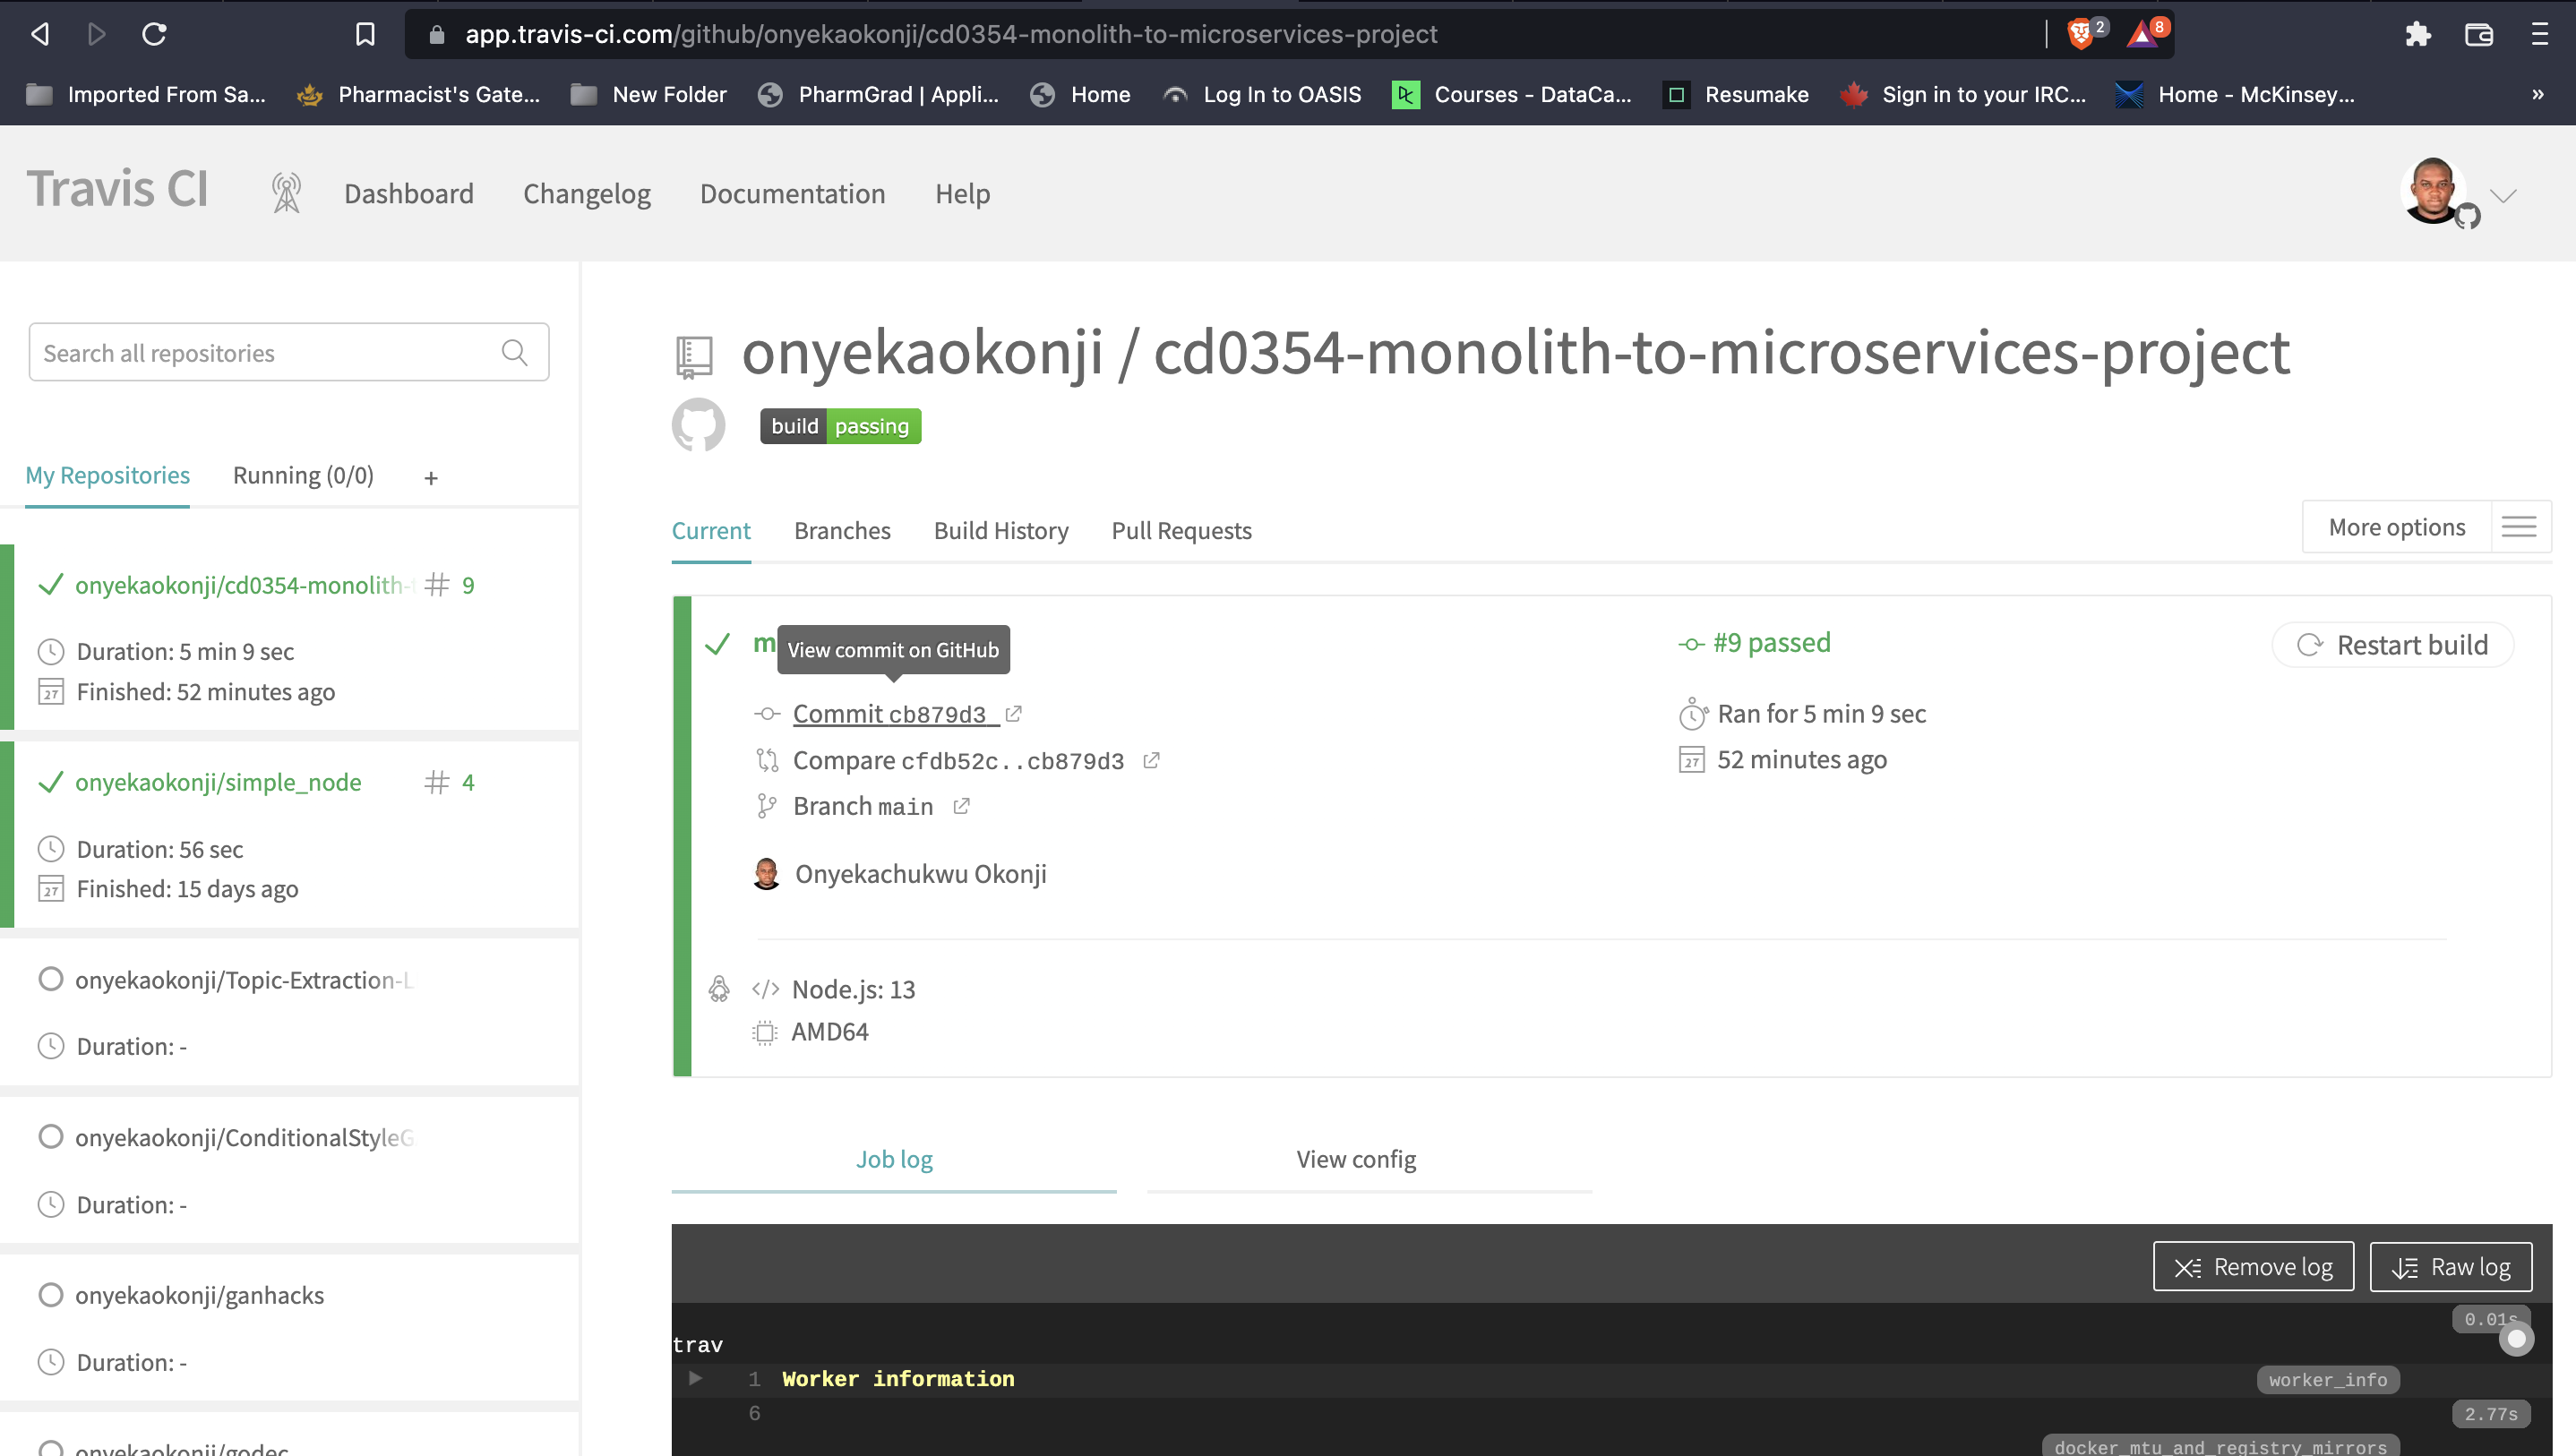 app.travis-ci.com/github/onyekaokonji/cd0354-monolith-to-microservices-project
2
8
Imported From Sa...
Pharmacist's Gate...
New Folder
PharmGrad | Appli...
Home
Log In to OASIS
Courses - DataCa...
Resumake
Sign in to your IRC...
Home - McKinsey...
»
Travis CI
Dashboard
Changelog
Documentation
Help
Search all repositories
My Repositories
Running (0/0)
+
onyekaokonji/cd0354-monolith-
# 9
Duration: 5 min 9 sec
27 Finished: 52 minutes ago
onyekaokonji/simple_node
# 4
Duration: 56 sec
27 Finished: 15 days ago
onyekaokonji/Topic-Extraction-L
Duration: -
onyekaokonji/ConditionalStyleG
Duration: -
onyekaokonji/ganhacks
Duration: -
onyekaokonji/godec
onyekaokonji / cd0354-monolith-to-microservices-project
build passing
Current
Branches
Build History
Pull Requests
More options
m
View commit on GitHub
Commit cb879d3
Compare cfdb52c..cb879d3
Branch main
Onyekachukwu Okonji
#9 passed
Ran for 5 min 9 sec
27 52 minutes ago
Restart build
</> Node.js: 13
AMD64
Job log
View config
Remove log
Raw log
0.01s
trav
1 Worker information
worker_info
6
2.77s
docker_mtu_and_registry_mirrors